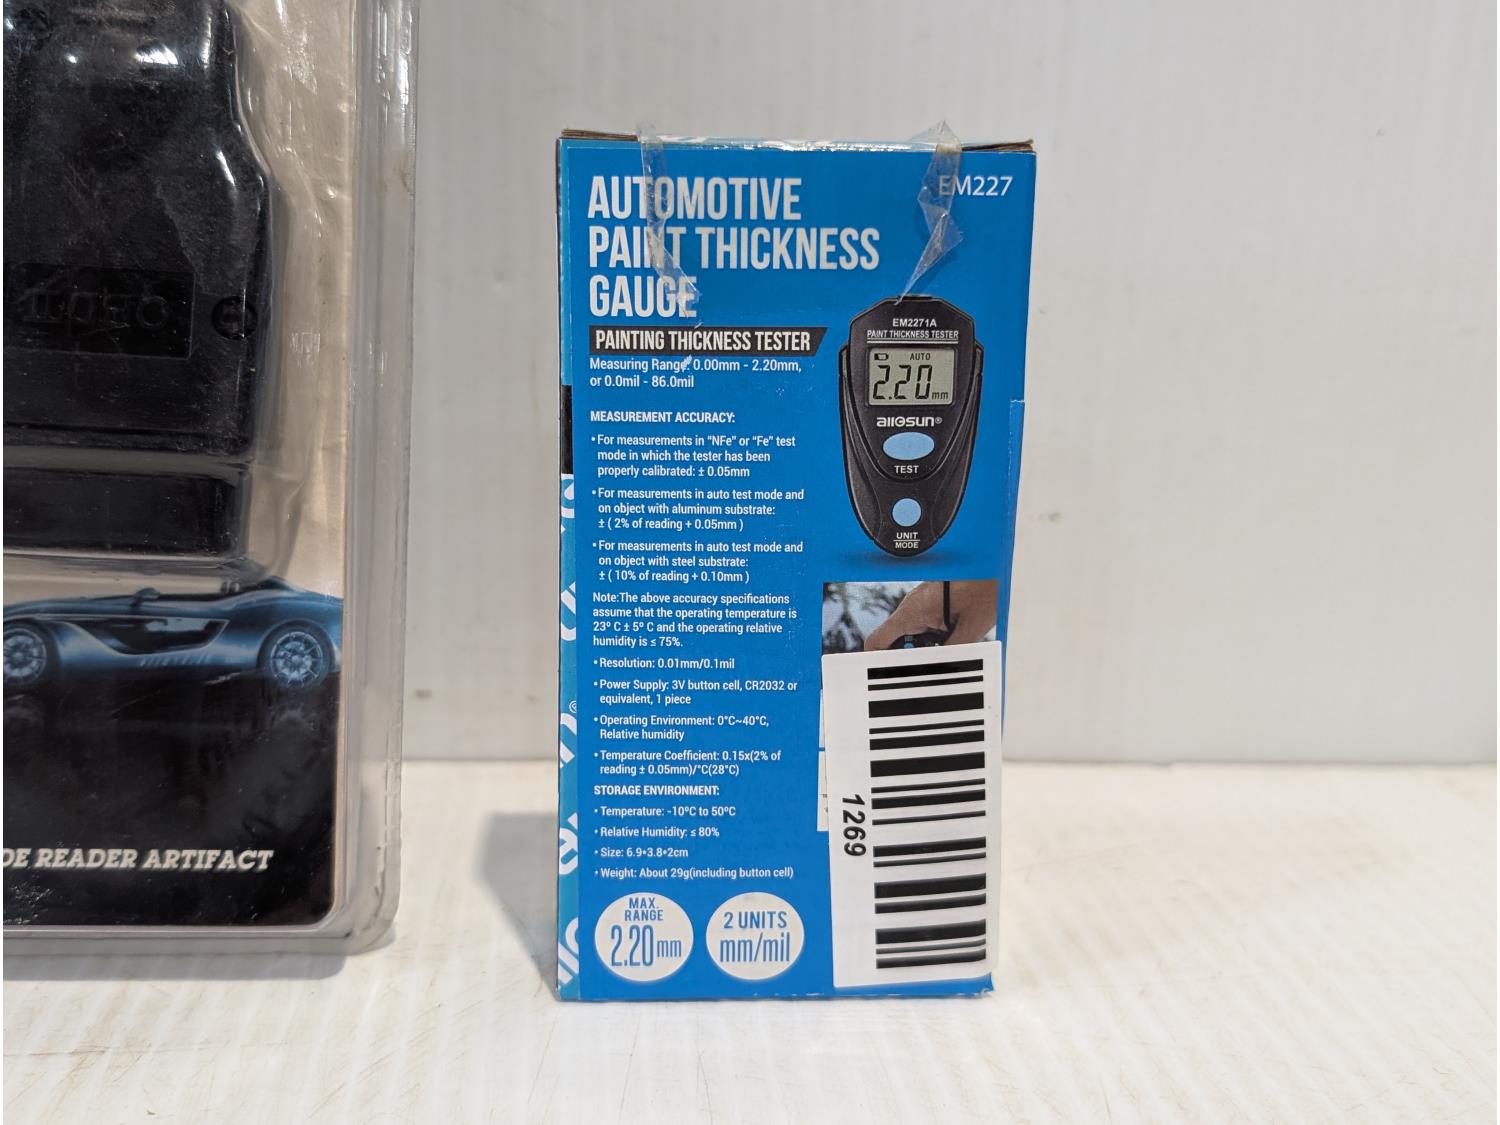 AUTOMOTIVE
PAINT THICKNESS
GAUGE
EM227
PAINTING THICKNESS TESTER
Measuring Range: 0.00mm - 2.20mm,
or 0.0mil - 86.0mil
MEASUREMENT ACCURACY:
• For measurements in “NFe” or “Fe” test
mode in which the tester has been
properly calibrated: ± 0.05mm
• For measurements in auto test mode and
on object with aluminum substrate:
± ( 2% of reading + 0.05mm )
• For measurements in auto test mode and
on object with steel substrate:
± ( 10% of reading + 0.10mm )
Note:The above accuracy specifications
assume that the operating temperature is
23º C ± 5º C and the operating relative
humidity is ≤ 75%.
• Resolution: 0.01mm/0.1mil
• Power Supply: 3V button cell, CR2032 or
equivalent, 1 piece
• Operating Environment: 0°C~40°C,
Relative humidity
• Temperature Coefficient: 0.15x(2% of
reading ± 0.05mm)/°C(28°C)
STORAGE ENVIRONMENT:
• Temperature: -10ºC to 50ºC
• Relative Humidity: ≤ 80%
• Size: 6.9*3.8*2cm
• Weight: About 29g(including button cell)
MAX.
RANGE
2.20mm
2 UNITS
mm/mil
EM2271A
PAINT THICKNESS TESTER
AUTO
2.20mm
allosun®
TEST
UNIT
MODE
1269
DE READER ARTIFACT